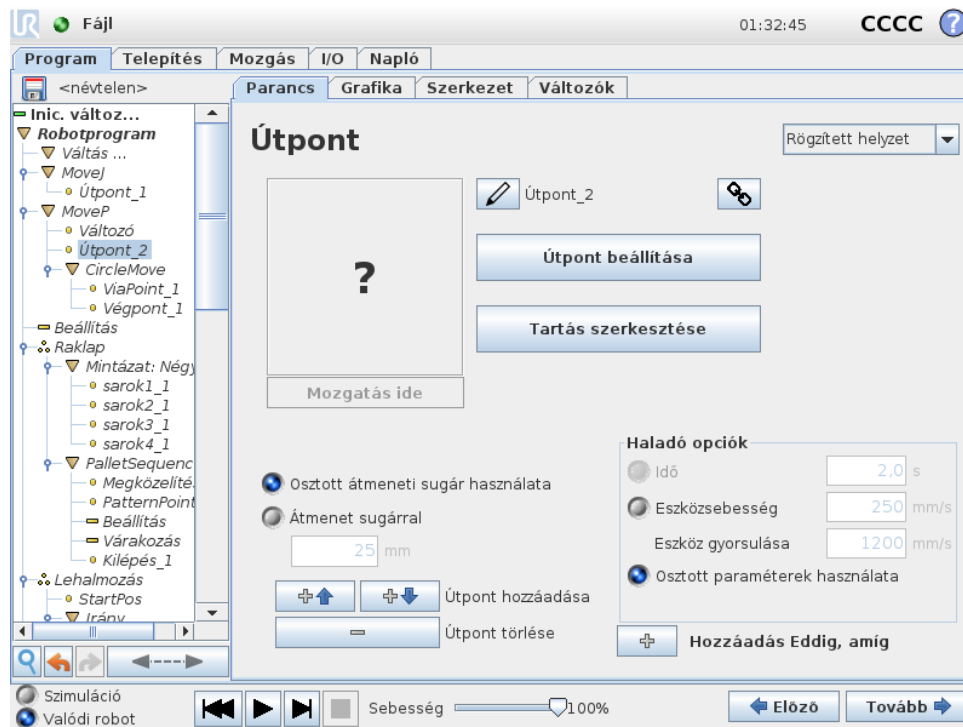 UR Fájl 01:32:45 CCCC ?
Program Telepítés Mozgás I/O Napló
<névtelen>
Parancs Grafika Szerkezet Változók
Inic. változ...
Robotprogram
Váltás ...
MoveJ
Útpont_1
MoveP
Változó
Útpont_2
CircleMove
ViaPoint_1
Végpont_1
Beállítás
Raklap
Mintázat: Négy
sarok1_1
sarok2_1
sarok3_1
sarok4_1
PalletSequenc
Megközelíté
PatternPoint
Beállítás
Várakozás
Kilépés_1
Lehalmozás
StartPos
Irány
Útpont
Rögzített helyzet
?
Mozgatás ide
Útpont_2
Útpont beállítása
Tartás szerkesztése
Osztott átmeneti sugár használata
Átmenet sugárral
25 mm
Útpont hozzáadása
Útpont törlése
Haladó opciók
Idő 2,0 s
Eszközsebesség 250 mm/s
Eszköz gyorsulása 1200 mm/s
Osztott paraméterek használata
Hozzáadás Eddig, amíg
Szimuláció
Valódi robot
Sebesség 100%
Előző
Tovább